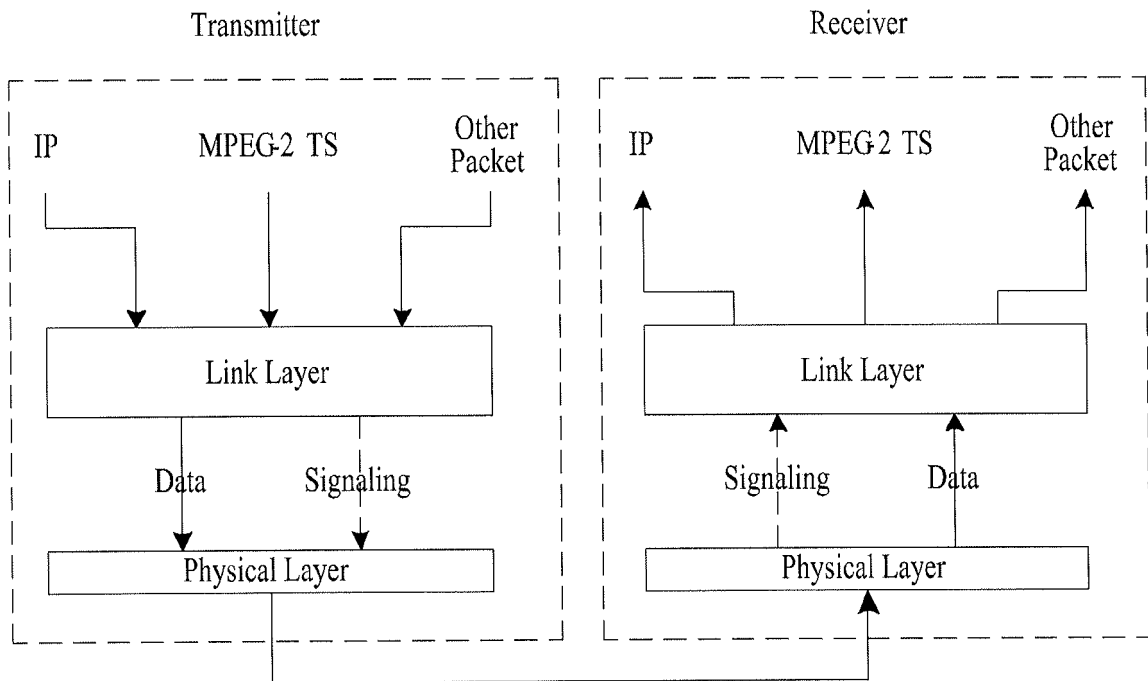 Transmitter
Receiver
IP
MPEG-2 TS
Other
Packet
Link Layer
Data
Signaling
Physical Layer
IP
MPEG-2 TS
Other
Packet
Link Layer
Signaling
Data
Physical Layer